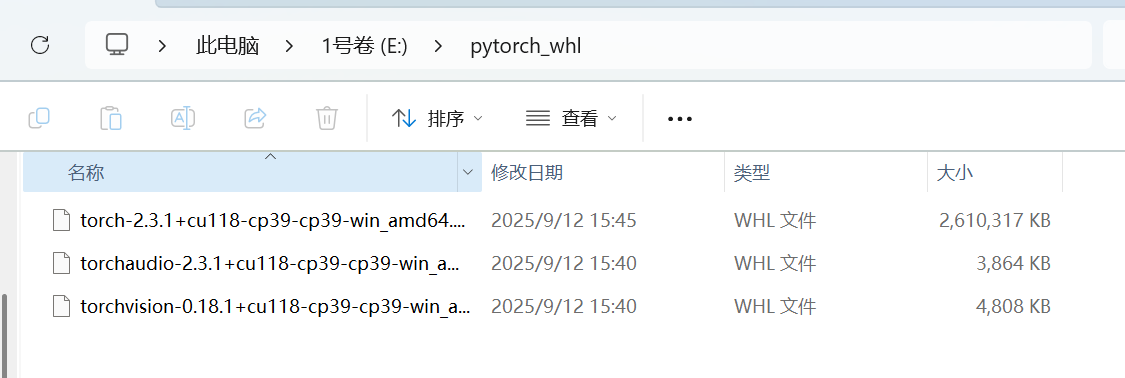 此电脑 1号卷 (E:) pytorch_whl
排序 查看
名称 修改日期 类型 大小
torch-2.3.1+cu118-cp39-cp39-win_amd64.... 2025/9/12 15:45 WHL 文件 2,610,317 KB
torchaudio-2.3.1+cu118-cp39-cp39-win_a... 2025/9/12 15:40 WHL 文件 3,864 KB
torchvision-0.18.1+cu118-cp39-cp39-win_a... 2025/9/12 15:40 WHL 文件 4,808 KB